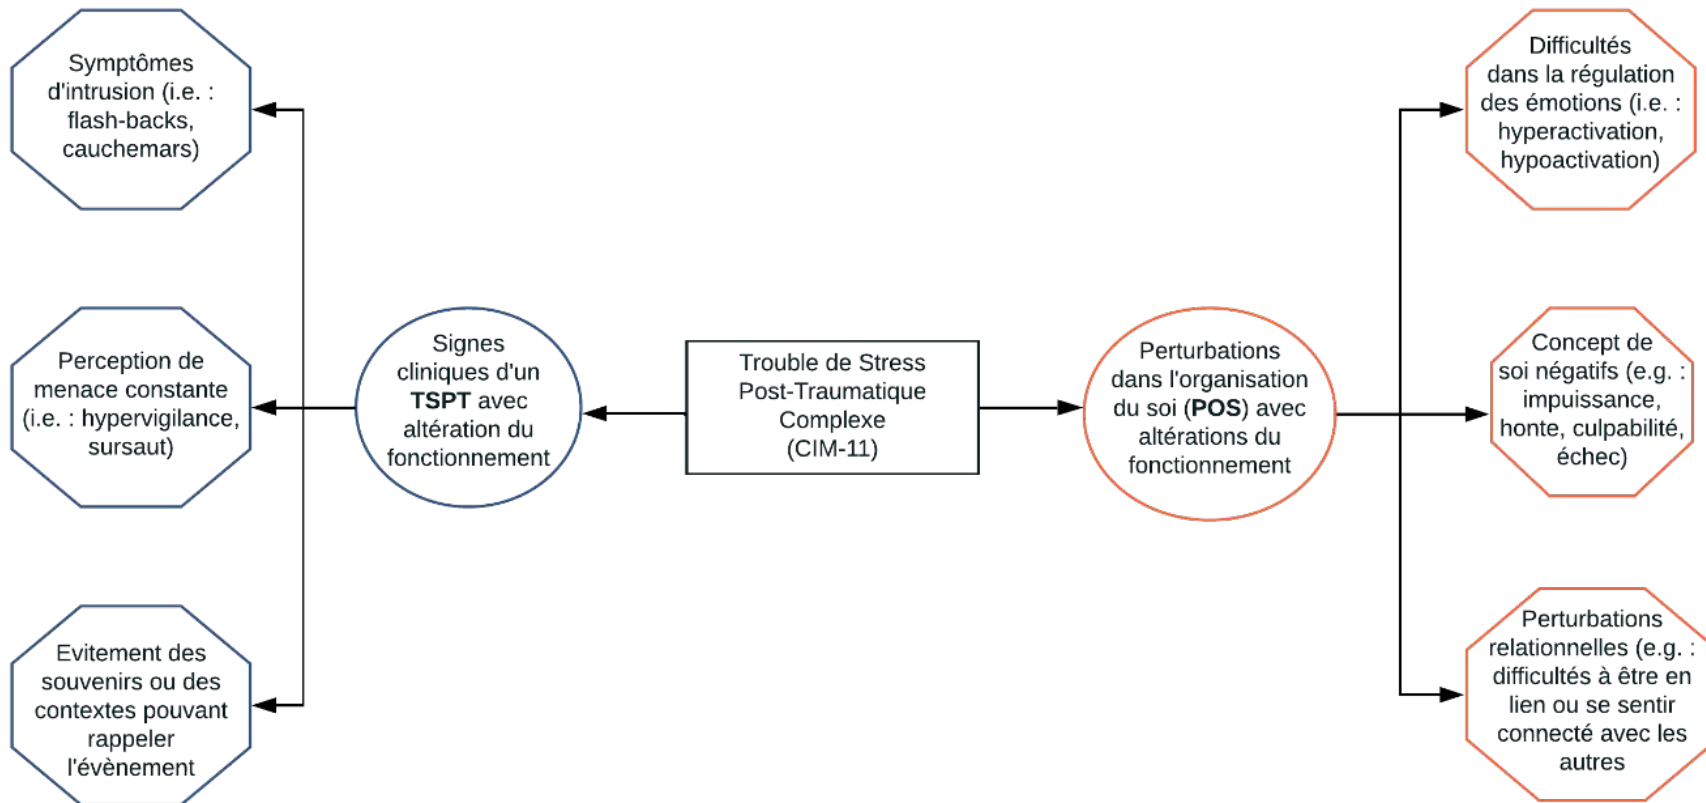 Symptômes
d'intrusion (i.e. :
flash-backs,
cauchemars)
Perception de
menace constante
(i.e. : hypervigilance,
sursaut)
Evitement des
souvenirs ou des
contextes pouvant
rappeler
l'évènement
Signes
cliniques d'un
TSPT avec
altération du
fonctionnement
Trouble de Stress
Post-Traumatique
Complexe
(CIM-11)
Perturbations
dans l'organisation
du soi (POS) avec
altérations du
fonctionnement
Difficultés
dans la régulation
des émotions (i.e. :
hyperactivation,
hypoactivation)
Concept de
soi négatifs (e.g. :
impuissance,
honte, culpabilité,
échec)
Perturbations
relationnelles (e.g. :
difficultés à être en
lien ou se sentir
connecté avec les
autres